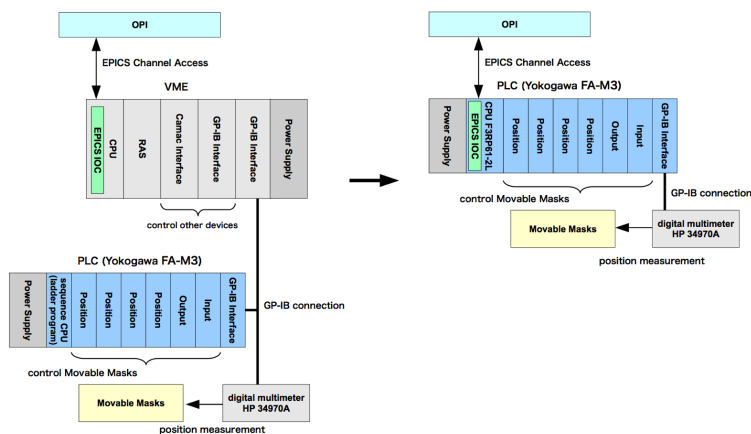 OPI
EPICS Channel Access
VME
EPICS IOC
CPU
RAS
Camac Interface
GP-IB Interface
GP-IB Interface
Power Supply
control other devices
PLC (Yokogawa FA-M3)
Power Supply
sequence CPU
(ladder program)
Position
Position
Position
Position
Output
Input
GP-IB Interface
GP-IB connection
control Movable Masks
Movable Masks
digital multimeter
HP 34970A
position measurement
OPI
EPICS Channel Access
PLC (Yokogawa FA-M3)
Power Supply
EPICS IOC
CPU F3RP61-2L
Position
Position
Position
Position
Output
Input
GP-IB Interface
GP-IB connection
control Movable Masks
Movable Masks
digital multimeter
HP 34970A
position measurement